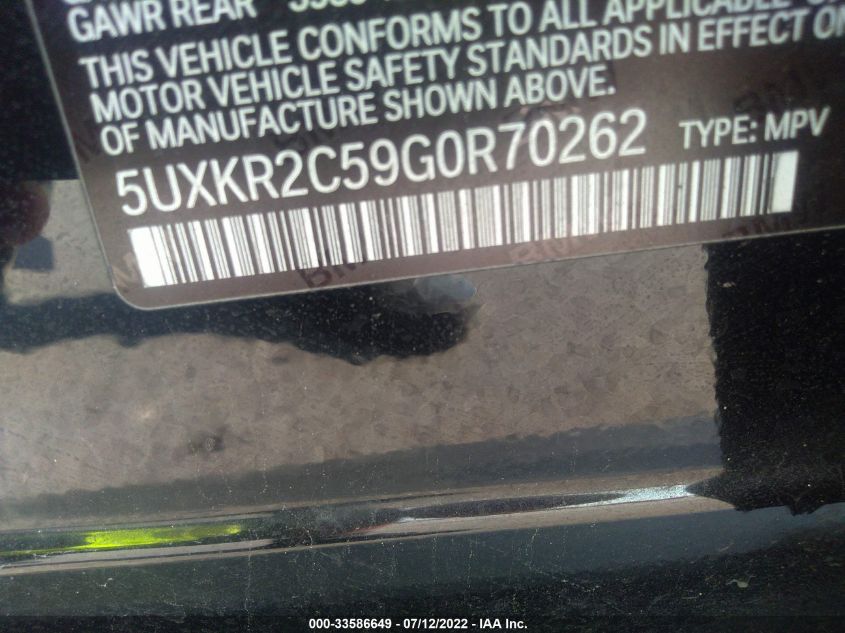 GAWR REAR
THIS VEHICLE CONFORMS TO ALL APPLICABLE
MOTOR VEHICLE SAFETY STANDARDS IN EFFECT ON
OF MANUFACTURE SHOWN ABOVE.
5UXKR2C59G0R70262 TYPE: MPV
000-33586649 - 07/12/2022 - IAA Inc.